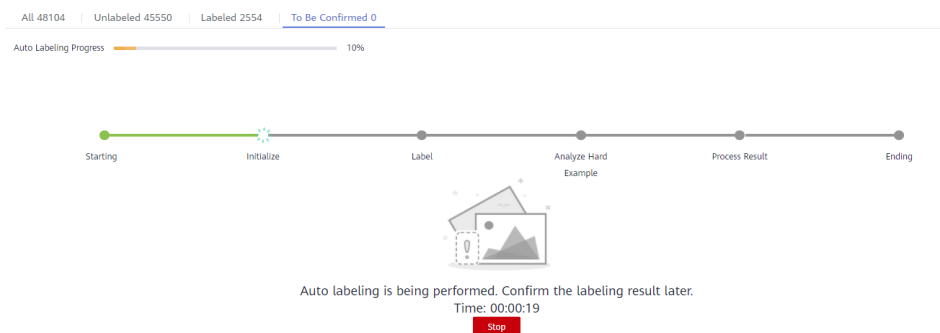 All 48104 Unlabeled 45550 Labeled 2554 To Be Confirmed 0
Auto Labeling Progress 10%
Starting Initialize Label Analyze Hard Process Result Ending
Example
Auto labeling is being performed. Confirm the labeling result later.
Time: 00:00:19
Stop